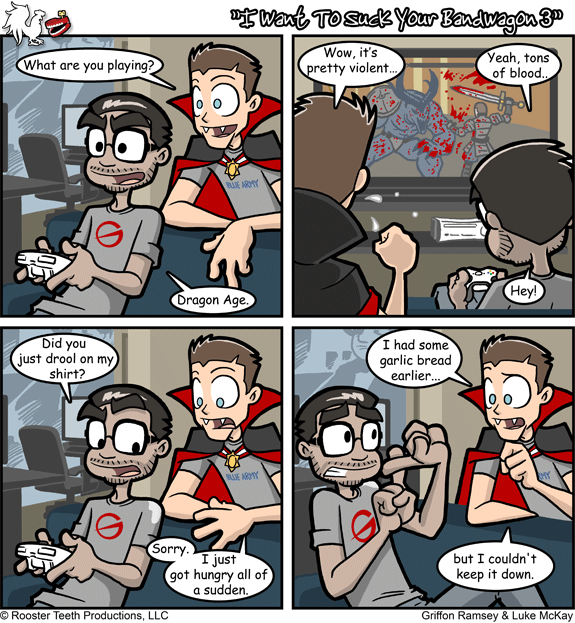 "I Want To Suck Your Bandwagon 3"
What are you playing?
BLUE ARMY
Dragon Age.
Wow, it's
pretty violent...
Yeah, tons
of blood..
Hey!
Did you
just drool on my
shirt?
BLUE ARMY
Sorry.
I just
got hungry all of
a sudden.
I had some
garlic bread
earlier...
MY
but I couldn't
keep it down.
© Rooster Teeth Productions, LLC
Griffon Ramsey & Luke McKay